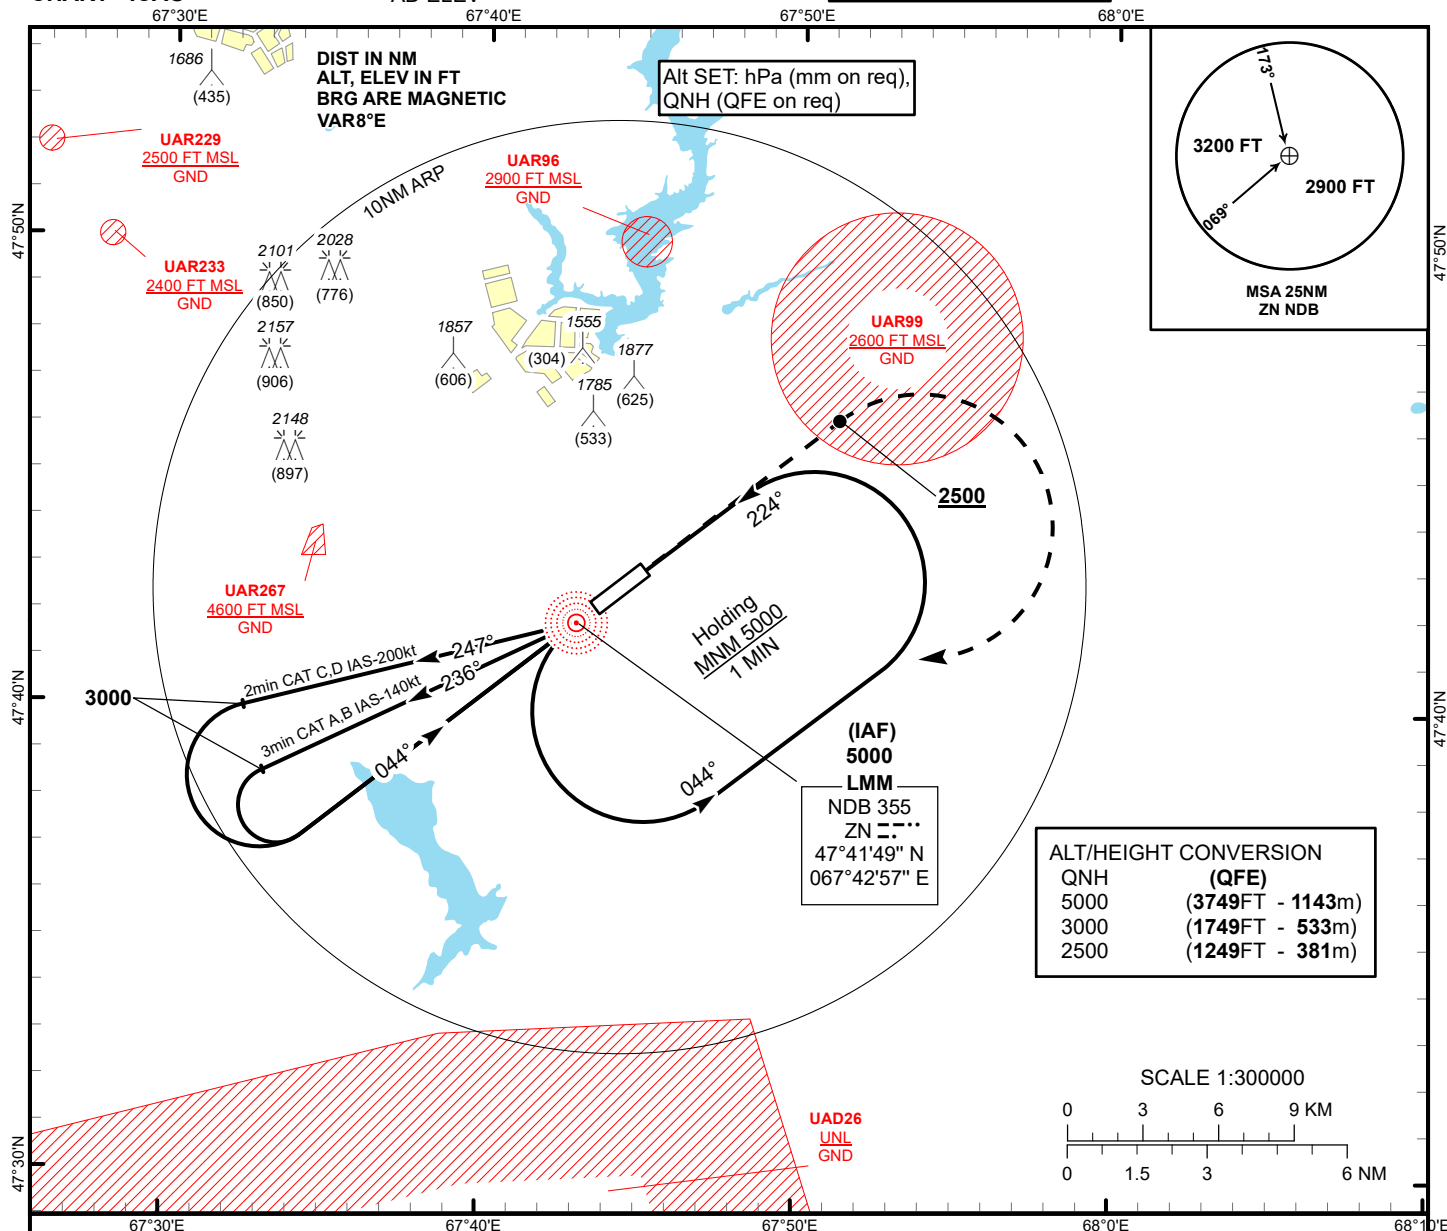 67°30'E
67°40'E
67°50'E
68°0'E
1686
(435)
DIST IN NM
ALT, ELEV IN FT
BRG ARE MAGNETIC
VAR8°E
Alt SET: hPa (mm on req),
QNH (QFE on req)
173°
3200 FT
2900 FT
069°
MSA 25NM
ZN NDB
UAR229
2500 FT MSL
GND
UAR96
2900 FT MSL
GND
10NM ARP
47°50'N
47°50'N
UAR233
2400 FT MSL
GND
2101
(850)
2028
(776)
2157
(906)
2148
(897)
1857
(606)
1555
(304)
1877
(625)
1785
(533)
UAR99
2600 FT MSL
GND
2500
224°
UAR267
4600 FT MSL
GND
Holding
MNM 5000
1 MIN
247°
2min CAT C,D IAS-200kt
236°
3min CAT A,B IAS-140kt
3000
044°
044°
47°40'N
47°40'N
(IAF)
5000
LMM
NDB 355
ZN
47°41'49" N
067°42'57" E
ALT/HEIGHT CONVERSION
QNH (QFE)
5000 (3749FT - 1143m)
3000 (1749FT - 533m)
2500 (1249FT - 381m)
UAD26
UNL
GND
SCALE 1:300000
0 3 6 9 KM
0 1.5 3 6 NM
47°30'N
67°30'E
67°40'E
67°50'E
68°0'E
68°10'E